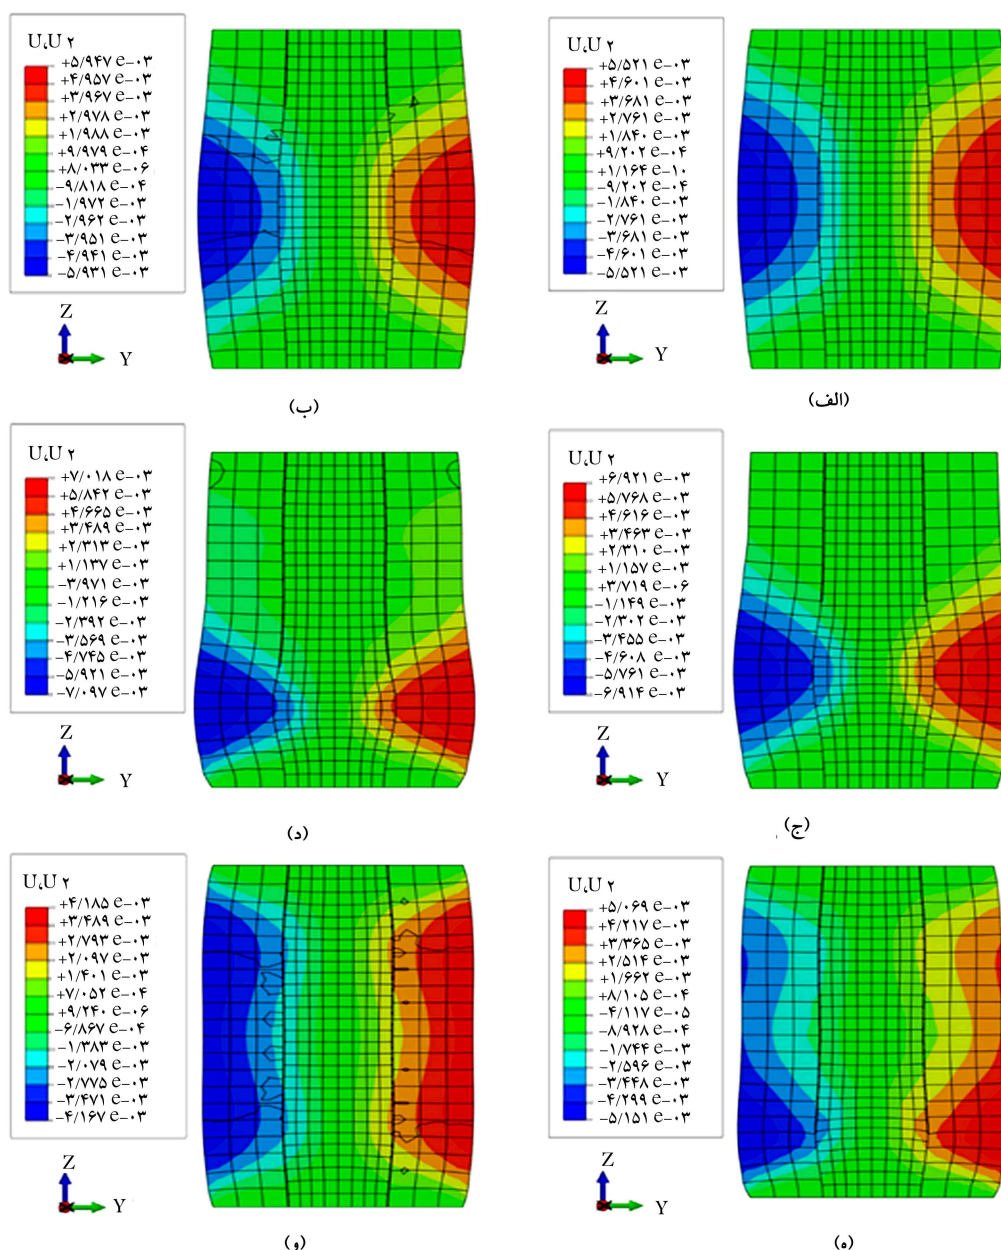 U،U ۲
+۵/۵۲۱ e-۰۳
+۴/۶۰۱ e-۰۳
+۳/۶۸۱ e-۰۳
+۲/۷۶۱ e-۰۳
+۱/۸۴۰ e-۰۳
+۹/۲۰۲ e-۰۴
+۱/۱۶۴ e-۱۰
-۹/۲۰۲ e-۰۴
-۱/۸۴۰ e-۰۳
-۲/۷۶۱ e-۰۳
-۳/۶۸۱ e-۰۳
-۴/۶۰۱ e-۰۳
-۵/۵۲۱ e-۰۳
Z
Y
(الف)
U،U ۲
+۵/۹۴۷ e-۰۳
+۴/۹۵۷ e-۰۳
+۳/۹۶۷ e-۰۳
+۲/۹۷۸ e-۰۳
+۱/۹۸۸ e-۰۳
+۹/۹۷۹ e-۰۴
+۸/۰۳۳ e-۰۶
-۹/۸۱۸ e-۰۴
-۱/۹۷۲ e-۰۳
-۲/۹۶۲ e-۰۳
-۳/۹۵۱ e-۰۳
-۴/۹۴۱ e-۰۳
-۵/۹۳۱ e-۰۳
Z
Y
(ب)
U،U ۲
+۶/۹۲۱ e-۰۳
+۵/۷۶۸ e-۰۳
+۴/۶۱۶ e-۰۳
+۳/۴۶۳ e-۰۳
+۲/۳۱۰ e-۰۳
+۱/۱۵۷ e-۰۳
+۳/۷۱۹ e-۰۶
-۱/۱۴۹ e-۰۳
-۲/۳۰۲ e-۰۳
-۳/۴۵۵ e-۰۳
-۴/۶۰۸ e-۰۳
-۵/۷۶۱ e-۰۳
-۶/۹۱۴ e-۰۳
Z
Y
(ج)
U،U ۲
+۷/۰۱۸ e-۰۳
+۵/۸۴۲ e-۰۳
+۴/۶۶۵ e-۰۳
+۳/۴۸۹ e-۰۳
+۲/۳۱۳ e-۰۳
+۱/۱۳۷ e-۰۳
-۳/۹۷۱ e-۰۳
-۱/۲۱۶ e-۰۳
-۲/۳۹۲ e-۰۳
-۳/۵۶۹ e-۰۳
-۴/۷۴۵ e-۰۳
-۵/۹۲۱ e-۰۳
-۷/۰۹۷ e-۰۳
Z
Y
(د)
U،U ۲
+۵/۰۶۹ e-۰۳
+۴/۲۱۷ e-۰۳
+۳/۳۶۵ e-۰۳
+۲/۵۱۴ e-۰۳
+۱/۶۶۲ e-۰۳
+۸/۱۰۵ e-۰۴
-۴/۱۱۷ e-۰۵
-۸/۹۲۸ e-۰۴
-۱/۷۴۴ e-۰۳
-۲/۵۹۶ e-۰۳
-۳/۴۴۸ e-۰۳
-۴/۲۹۹ e-۰۳
-۵/۱۵۱ e-۰۳
Z
Y
(ه)
U،U ۲
+۴/۱۸۵ e-۰۳
+۳/۴۸۹ e-۰۳
+۲/۷۹۳ e-۰۳
+۲/۰۹۷ e-۰۳
+۱/۴۰۱ e-۰۳
+۷/۰۵۲ e-۰۴
+۹/۲۴۰ e-۰۶
-۶/۸۶۷ e-۰۴
-۱/۳۸۳ e-۰۳
-۲/۰۷۹ e-۰۳
-۲/۷۷۵ e-۰۳
-۳/۴۷۱ e-۰۳
-۴/۱۶۷ e-۰۳
Z
Y
(و)